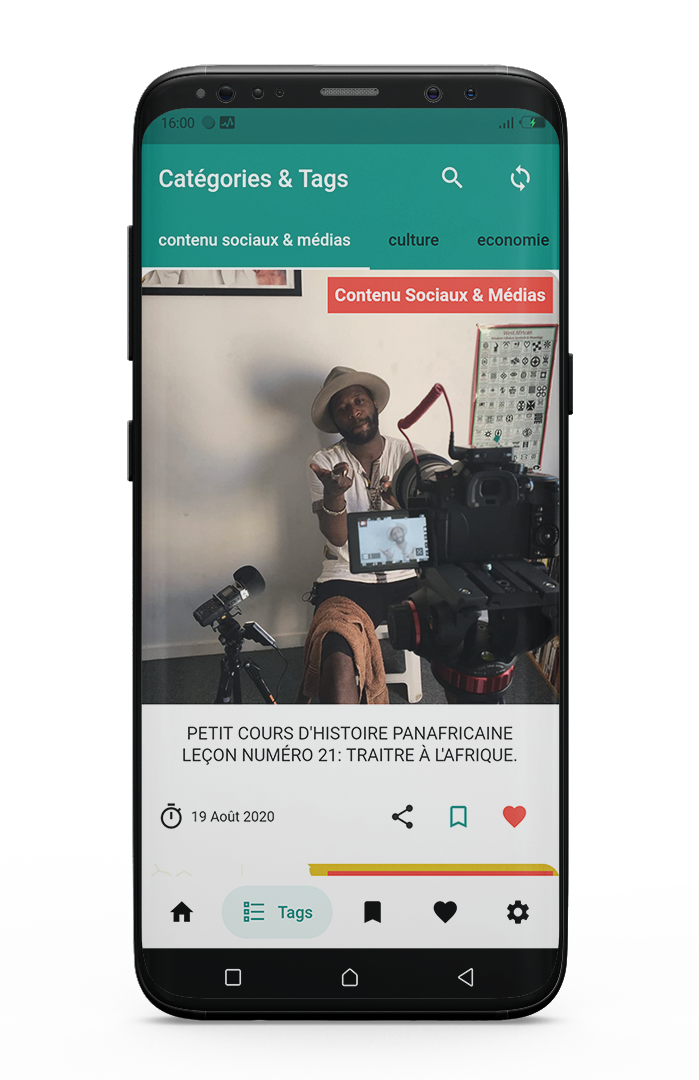 16:00
Catégories & Tags
contenu sociaux & médias culture economie
Contenu Sociaux & Médias
PETIT COURS D'HISTOIRE PANAFRICAINE
LEÇON NUMÉRO 21: TRAITRE À L'AFRIQUE.
19 Août 2020
Tags